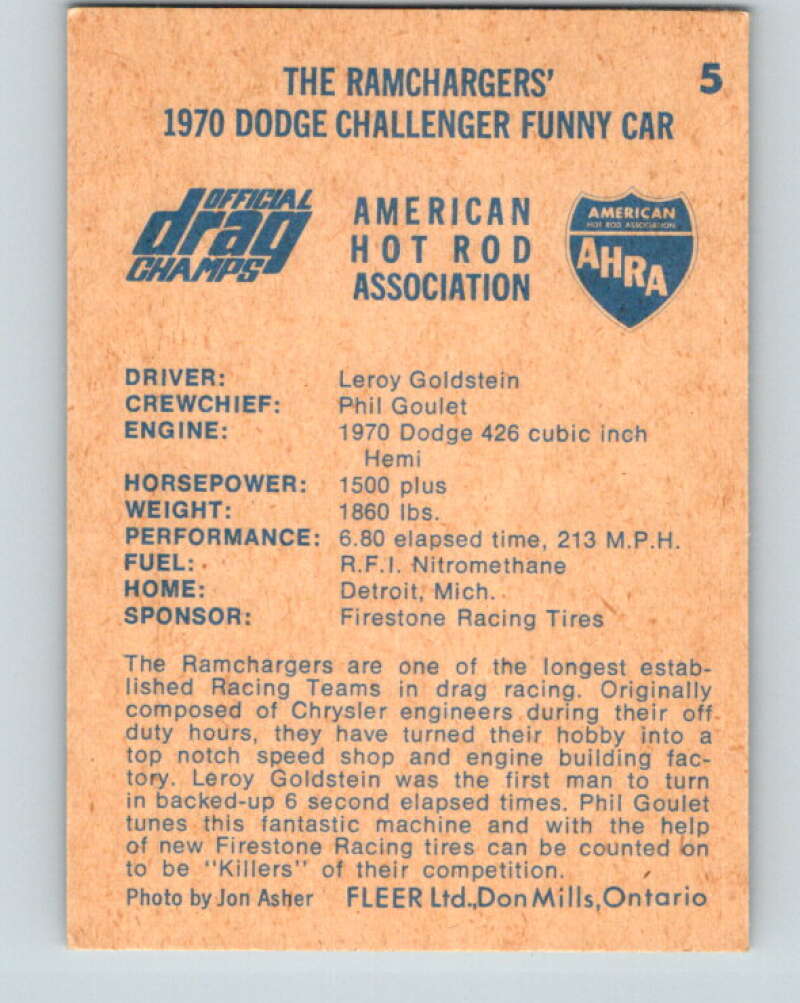 THE RAMCHARGERS' 5
1970 DODGE CHALLENGER FUNNY CAR
OFFICIAL
drag
CHAMPS
AMERICAN
HOT ROD
ASSOCIATION
AMERICAN
HOT ROD ASSOCIATION
AHRA
DRIVER: Leroy Goldstein
CREWCHIEF: Phil Goulet
ENGINE: 1970 Dodge 426 cubic inch
Hemi
HORSEPOWER: 1500 plus
WEIGHT: 1860 lbs.
PERFORMANCE: 6.80 elapsed time, 213 M.P.H.
FUEL: R.F.I. Nitromethane
HOME: Detroit, Mich.
SPONSOR: Firestone Racing Tires
The Ramchargers are one of the longest estab-
lished Racing Teams in drag racing. Originally
composed of Chrysler engineers during their off
duty hours, they have turned their hobby into a
top notch speed shop and engine building fac-
tory. Leroy Goldstein was the first man to turn
in backed-up 6 second elapsed times. Phil Goulet
tunes this fantastic machine and with the help
of new Firestone Racing tires can be counted on
to be "Killers" of their competition.
Photo by Jon Asher FLEER Ltd., Don Mills, Ontario